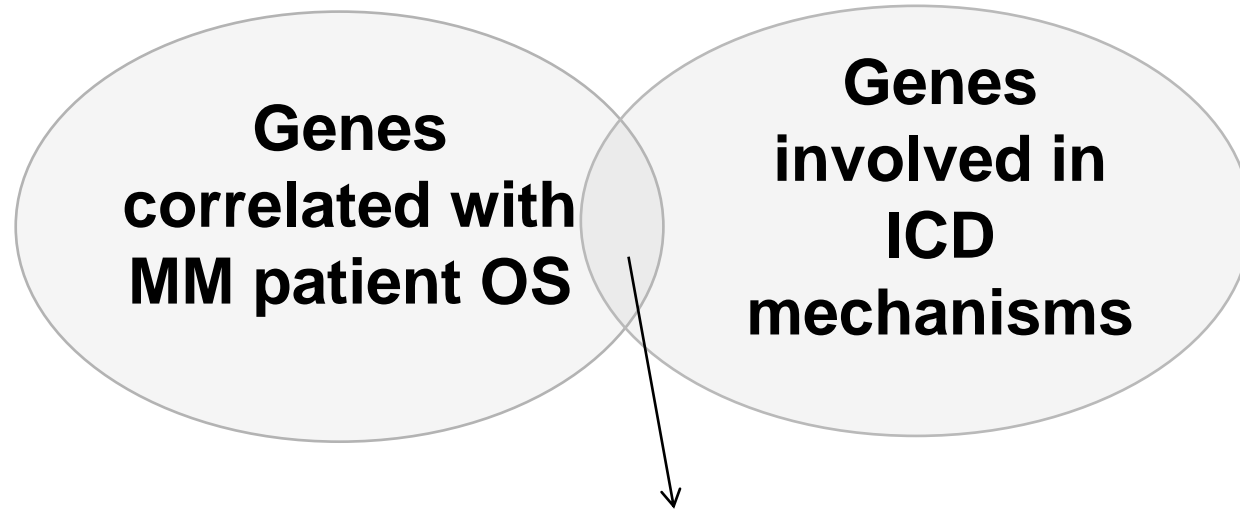 Genes
correlated with
MM patient OS
Genes
involved in
ICD
mechanisms